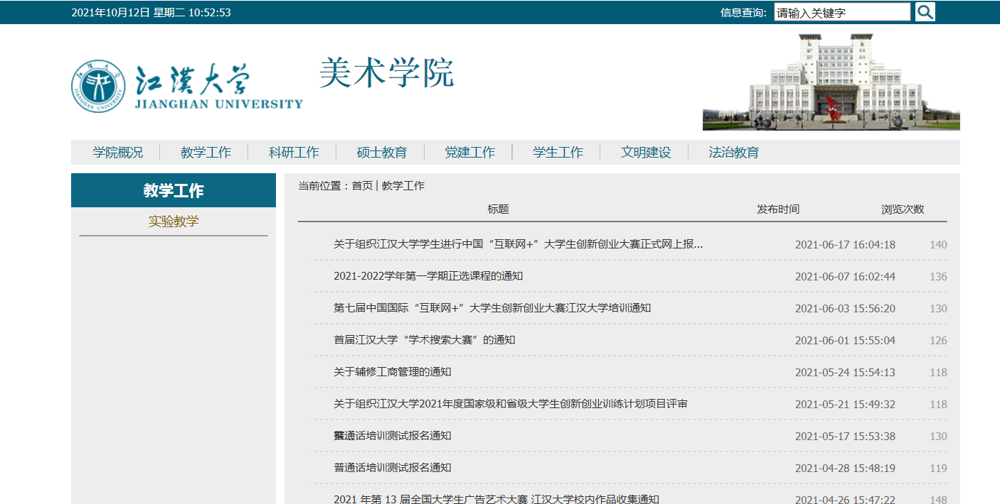 2021年10月12日 星期二 10:52:53 信息查询: 请输入关键字
江漢大学 美术学院
JIANGHAN UNIVERSITY
学院概况 教学工作 科研工作 硕士教育 党建工作 学生工作 文明建设 法治教育
教学工作
实验教学
当前位置：首页 | 教学工作
标题 发布时间 浏览次数
关于组织江汉大学学生进行中国“互联网+”大学生创新创业大赛正式网上报... 2021-06-17 16:04:18 140
2021-2022学年第一学期正选课程的通知 2021-06-07 16:02:44 136
第七届中国国际“互联网+”大学生创新创业大赛江汉大学培训通知 2021-06-03 15:56:20 130
首届江汉大学“学术搜索大赛”的通知 2021-06-01 15:55:04 126
关于辅修工商管理的通知 2021-05-24 15:54:13 118
关于组织江汉大学2021年度国家级和省级大学生创新创业训练计划项目评审 2021-05-21 15:49:32 118
普通话培训测试报名通知 2021-05-17 15:53:38 130
普通话培训测试报名通知 2021-04-28 15:48:19 119
2021 年第 13 届全国大学生广告艺术大赛 江汉大学校内作品收集通知 2021-04-26 15:47:22 148